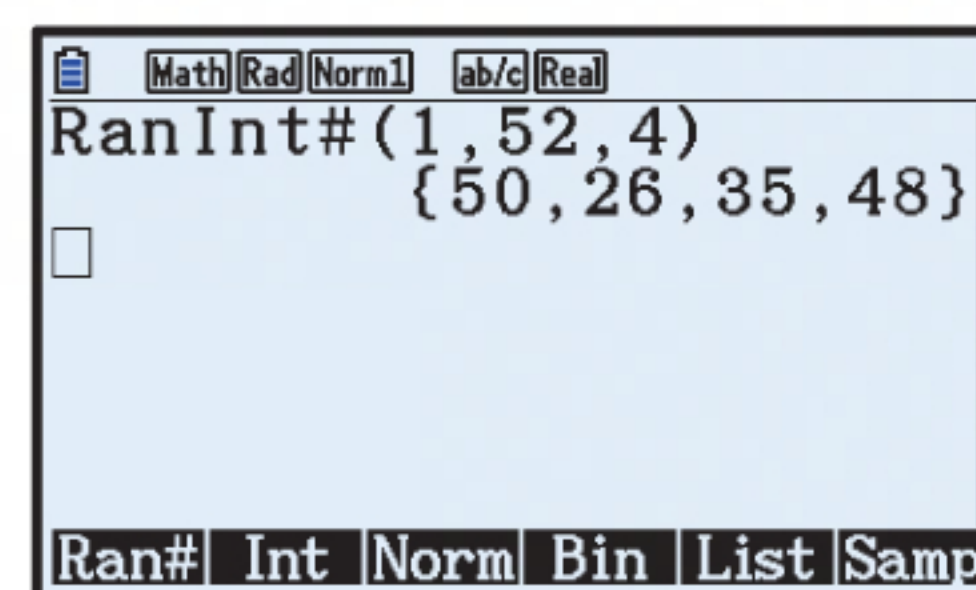 Math Rad Norm1 ab/c Real
RanInt#(1,52,4)
{50,26,35,48}
Ran# Int Norm Bin List Samp